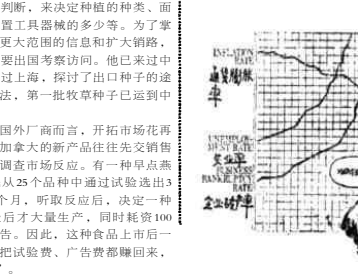 判断，来决定种植的种类、面
置工具器械的多少等。为了掌
更大范围的信息和扩大销路，
要出国考察访问。他已来过中
过上海，探讨了出口种子的途
法，第一批牧草种子已运到中
国外厂商而言，开拓市场花再
加拿大的新产品往往先交销售
调查市场反应。有一种早点燕
从25个品种中通过试验选出3
个月，听取反应后，决定一种
后才大量生产，同时耗资100
告。因此，这种食品上市后一
把试验费、广告费都赚回来，
。
INFLATION
RATE
通货膨胀
率
UNEMPLOY-
MENT RATE
失业率
BUSINESS
BANKRUPTCY
RATE
企业破产率